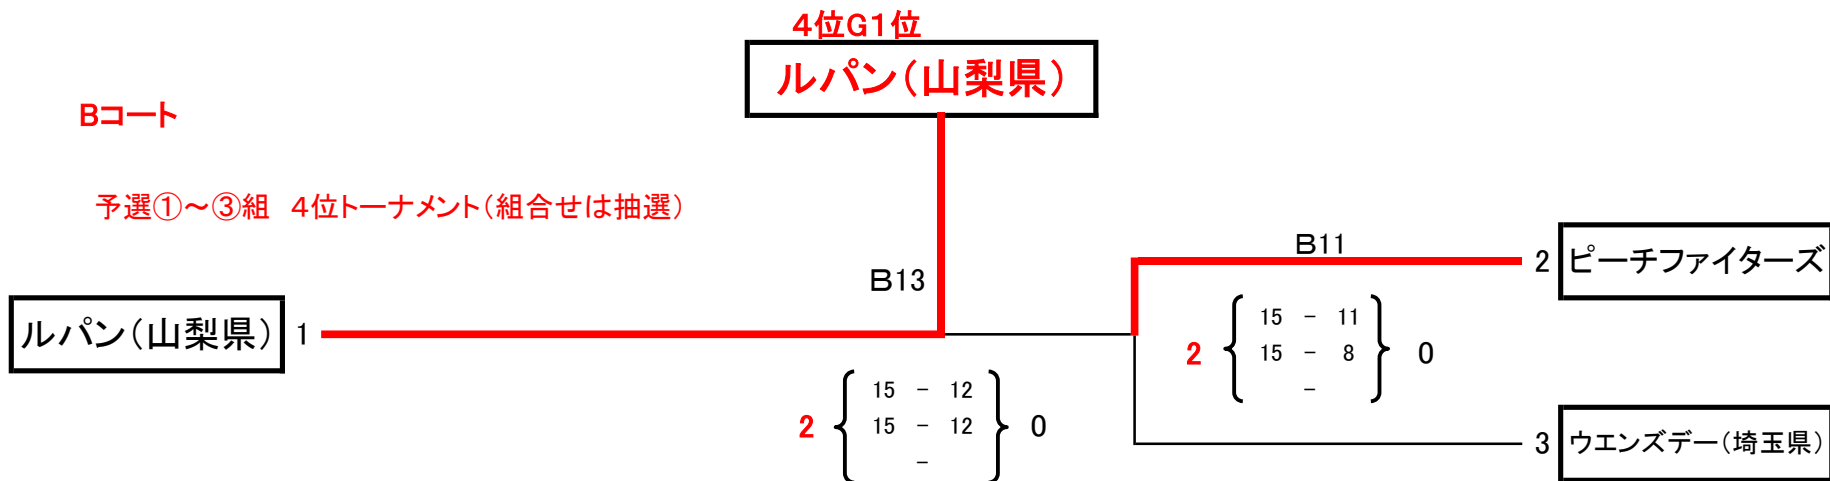 4位G1位
ルパン（山梨県）
Bコート
予選①～③組 4位トーナメント（組合せは抽選）
B11
2 ピーチファイターズ
B13
ルパン（山梨県） 1
15 - 11
2 15 - 8 0
-
15 - 12
2 15 - 12 0
-
3 ウエンズデー（埼玉県）